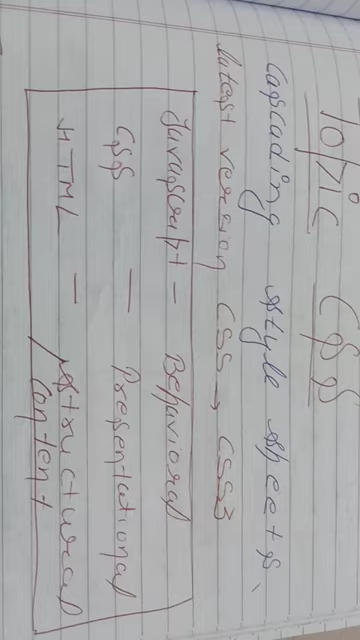 Topic CSS
Cascading style sheets.
latest version CSS → CSS3
Javascript - Behavioral
CSS - Presentational
HTML - structural
content